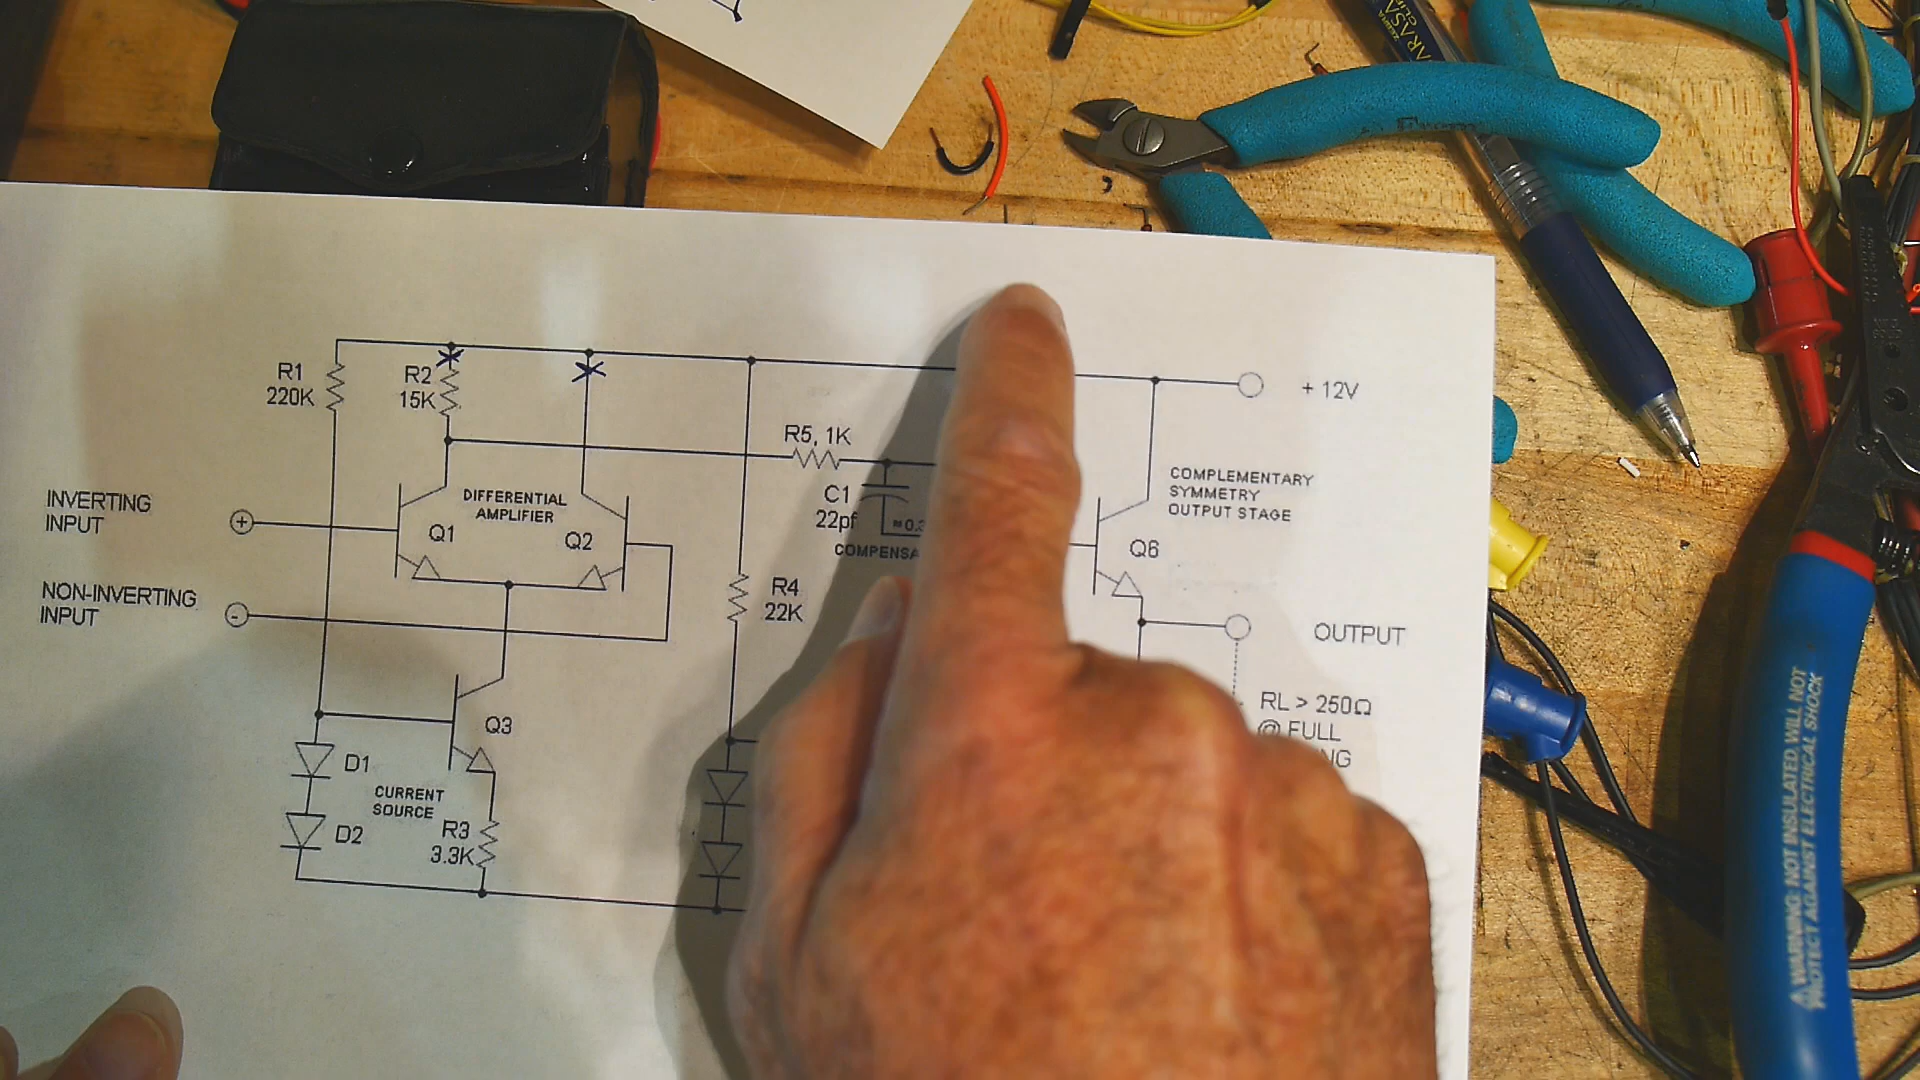 R1
220K
R2
15K
+ 12V
R5, 1K
INVERTING
INPUT
+
DIFFERENTIAL
AMPLIFIER
Q1
Q2
C1
22pf
COMPLEMENTARY
SYMMETRY
OUTPUT STAGE
Q6
NON-INVERTING
INPUT
-
R4
22K
OUTPUT
Q3
RL > 250Ω
@ FULL
D1
CURRENT
SOURCE
D2
R3
3.3K
ZEBRA
WARNING: NOT INSULATED. WILL NOT
PROTECT AGAINST ELECTRICAL SHOCK